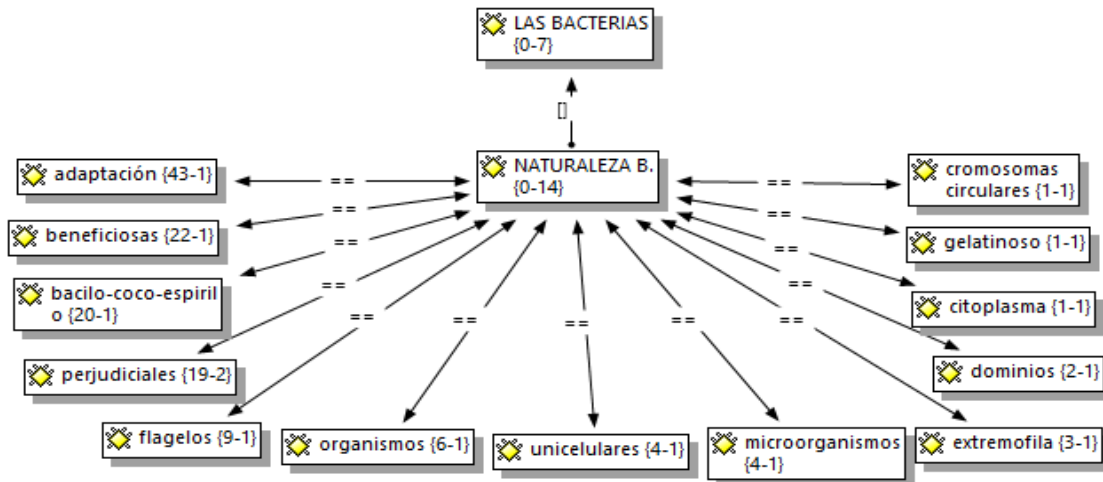 LAS BACTERIAS
{0-7}
[]
NATURALEZA B.
{0-14}
adaptación {43-1}
==
==
cromosomas
circulares {1-1}
beneficiosas {22-1}
==
==
gelatinoso {1-1}
bacilo-coco-espiril
o {20-1}
==
==
citoplasma {1-1}
perjudiciales {19-2}
==
==
dominios {2-1}
flagelos {9-1}
==
organismos {6-1}
==
unicelulares {4-1}
==
microorganismos
{4-1}
==
extremofila {3-1}
==